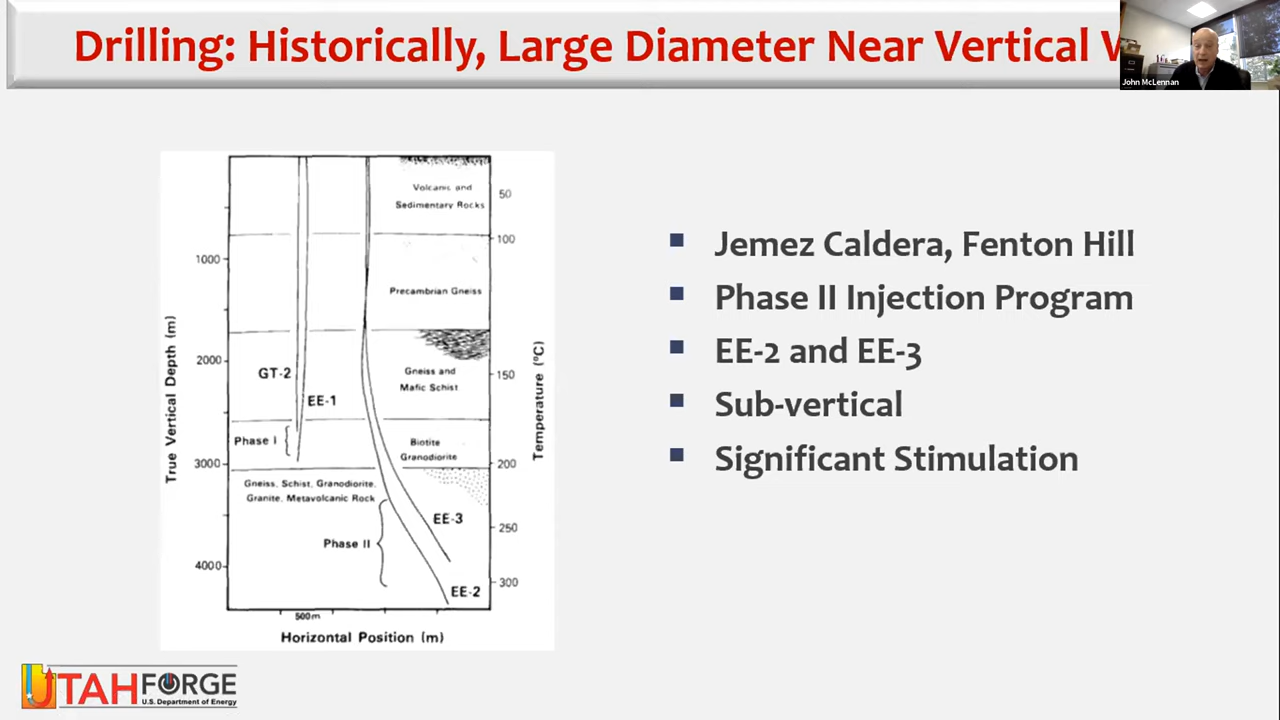 Drilling: Historically, Large Diameter Near Vertical
John McLennan
Volcanic and
Sedimentary Rocks
50
100
1000
Precambrian Gneiss
2000
GT-2
EE-1
Gneiss and
Mafic Schist
150
Phase I
Biotite
Granodiorite
3000
200
Gneiss, Schist, Granodiorite,
Granite, Metavolcanic Rock
EE-3
250
Phase II
4000
300
EE-2
500m
True Vertical Depth (m)
Temperature (°C)
Horizontal Position (m)
Jemez Caldera, Fenton Hill
Phase II Injection Program
EE-2 and EE-3
Sub-vertical
Significant Stimulation
UTAH FORGE
U.S. Department of Energy